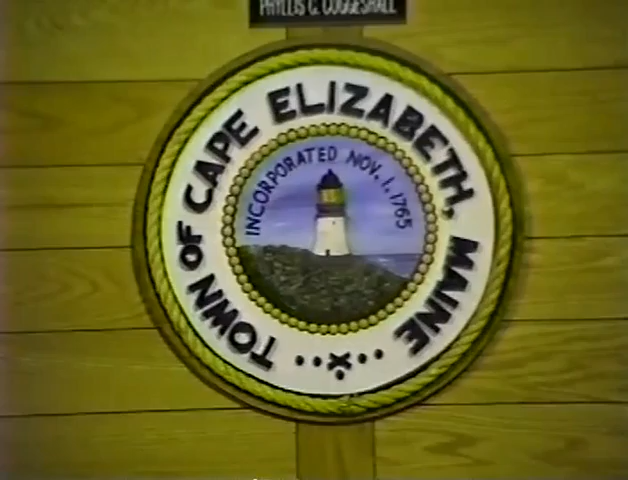 PHYLLIS C. COGGESHALL
TOWN OF CAPE ELIZABETH, MAINE
INCORPORATED NOV. 1, 1765